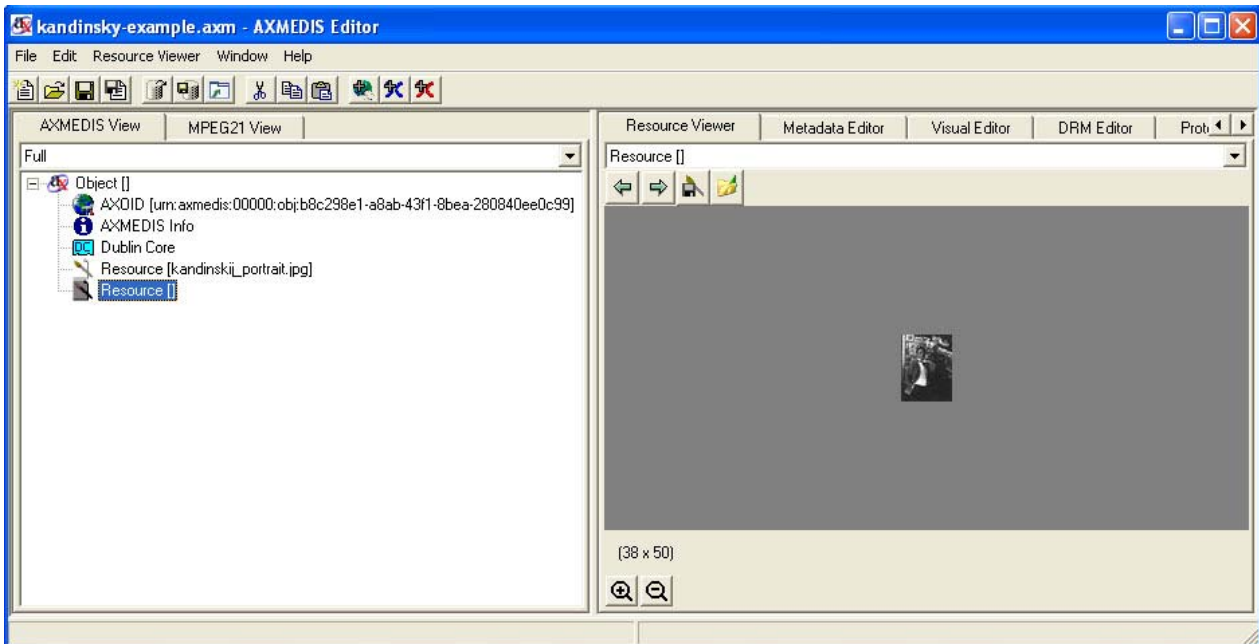 kandinsky-example.axm - AXMEDIS Editor
File Edit Resource Viewer Window Help
AXMEDIS View MPEG21 View
Full
Object []
AXOID [urn:axmedis:00000:obj:b8c298e1-a8ab-43f1-8bea-280840ee0c99]
AXMEDIS Info
DC Dublin Core
Resource [kandinskij_portrait.jpg]
Resource []
Resource Viewer Metadata Editor Visual Editor DRM Editor Prot
Resource []
(38 x 50)